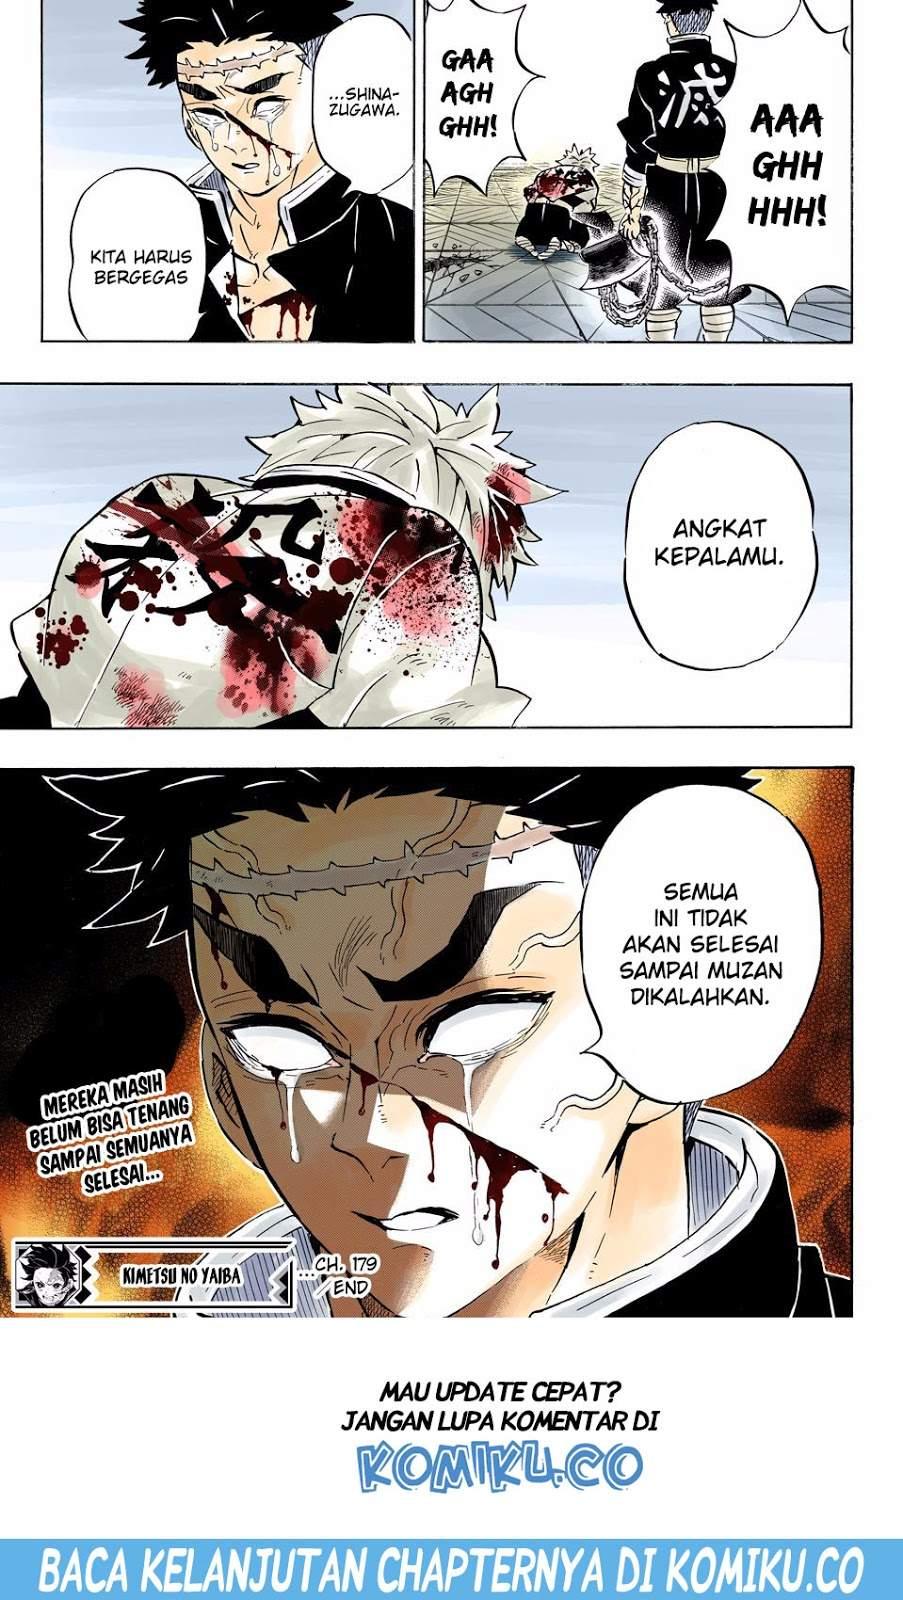 GAA
AGH
GHH!
AAA
GHH
HHH!
...SHINA-
ZUGAWA.
KITA HARUS
BERGEGAS
ANGKAT
KEPALAMU.
SEMUA
INI TIDAK
AKAN SELESAI
SAMPAI MUZAN
DIKALAHKAN.
MEREKA MASIH
BELUM BISA TENANG
SAMPAI SEMUANYA
SELESAI...
KIMETSU NO YAIBA
...CH. 179
/END
MAU UPDATE CEPAT?
JANGAN LUPA KOMENTAR DI
KOMIKU.CO
BACA KELANJUTAN CHAPTERNYA DI KOMIKU.CO